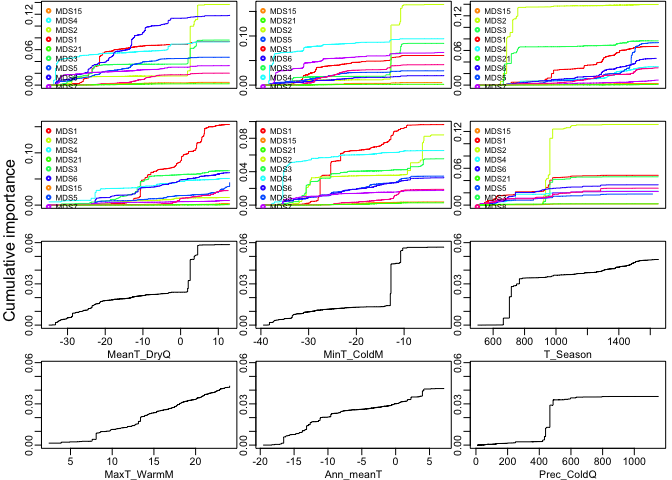 0.00 0.06 0.12
MDS15
MDS4
MDS2
MDS1
MDS21
MDS3
MDS5
MDS6
MDS7
0.00 0.05 0.10 0.15
MDS15
MDS21
MDS2
MDS5
MDS1
MDS6
MDS3
MDS4
MDS7
0.00 0.06 0.12
MDS15
MDS2
MDS3
MDS5
MDS1
MDS4
MDS21
MDS6
0.00 0.10
MDS1
MDS2
MDS4
MDS21
MDS3
MDS6
MDS15
MDS5
MDS7
0.00 0.04 0.08
MDS1
MDS3
MDS15
MDS21
MDS2
MDS4
MDS6
MDS5
MDS7
0.00 0.06 0.12
MDS15
MDS1
MDS2
MDS4
MDS6
MDS21
MDS5
MDS3
MDS8
Cumulative importance
0.00 0.03 0.06
-30 -20 -10 0 10
MeanT_DryQ
0.00 0.03 0.06
-40 -30 -20 -10
MinT_ColdM
0.00 0.03 0.06
600 800 1000 1400
T_Season
0.00 0.03 0.06
5 10 15 20
MaxT_WarmM
0.00 0.03 0.06
-20 -15 -10 -5 0 5
Ann_meanT
0.00 0.03 0.06
0 200 400 600 800 1000
Prec_ColdQ